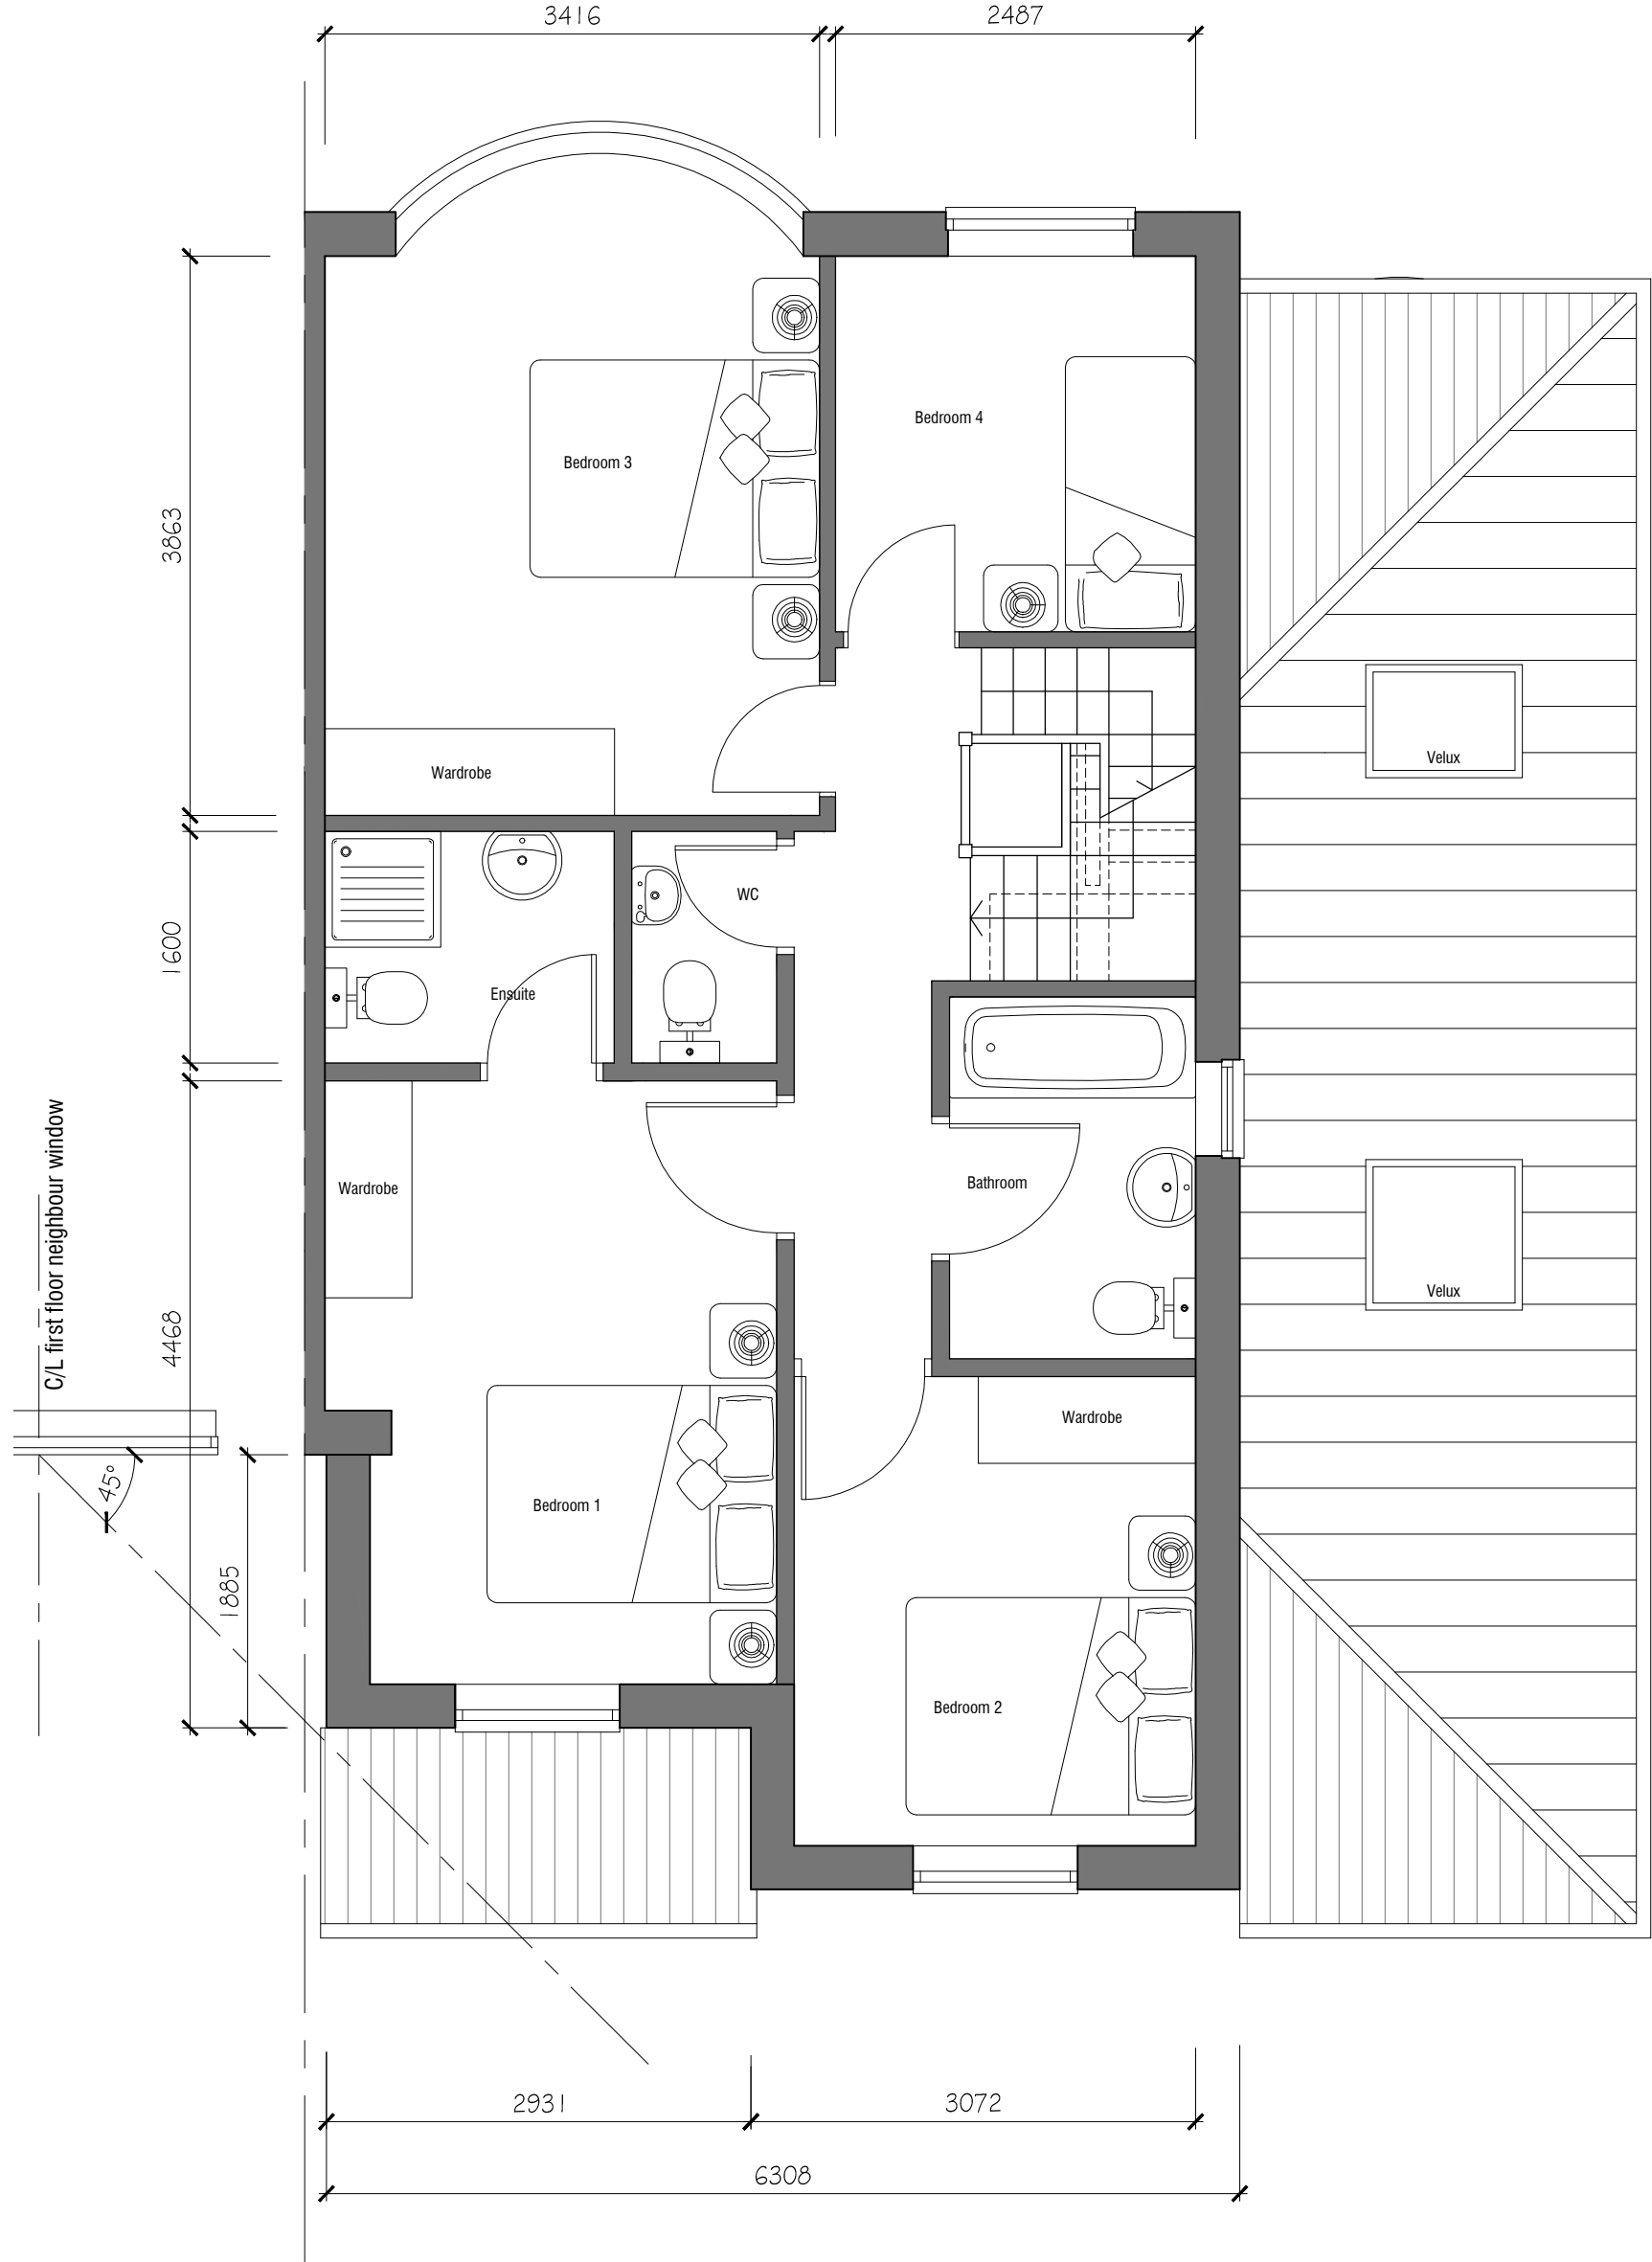 3416
2487
Bedroom 4
Bedroom 3
3863
Velux
Wardrobe
WC
1600
Ensuite
C/L first floor neighbour window
Bathroom
Wardrobe
Velux
4468
Wardrobe
45°
Bedroom 1
1885
Bedroom 2
2931
3072
6308